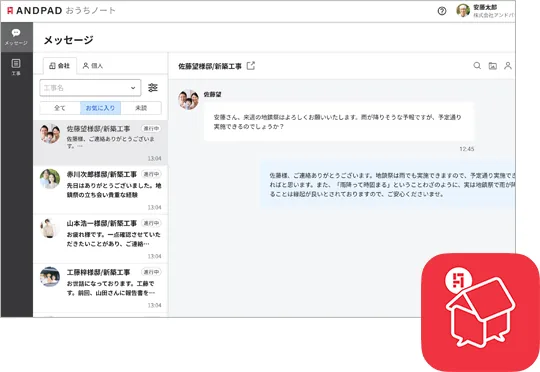 ANDPAD おうちノート
安藤太郎
株式会社アンドパ
メッセージ
工事
メッセージ
会社
個人
工事名
全て
お気に入り
未読
佐藤望様邸/新築工事
進行中
佐藤様、ご連絡ありがとうございま
す。…
13:04
赤川次郎様邸/新築工事
進行中
先日はありがとうございました。地
鎮祭の立ち会い貴重な経験
13:04
山本浩一様邸/新築工事
進行中
お疲れ様です。一点確認させていた
だきたいことがあり、ご連絡…
13:04
工藤梓様邸/新築工事
進行中
お世話になっております。工藤で
す。前回、山田さんに報告書を…
13:04
佐藤望様邸/新築工事
佐藤望
安藤さん、来週の地鎮祭はよろしくお願いいたします。雨が降りそうな予報ですが、予定通り
実施できるのでしょうか？
12:45
佐藤様、ご連絡ありがとうございます。地鎮祭は雨でも実施できますので、予定通り実施でき
ればと思います。また、「雨降って地固まる」ということわざのように、実は地鎮祭で雨が降
ることは縁起が良いとされておりますので、ご安心くださいませ。